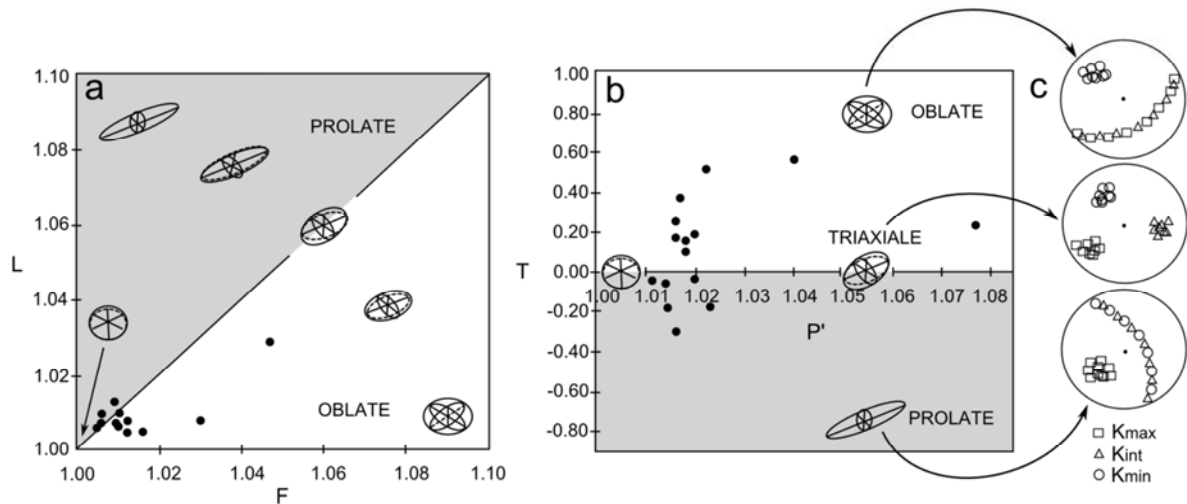 a
1.10
1.08
1.06
L
1.04
1.02
1.00
PROLATE
OBLATE
1.00 1.02 1.04 1.06 1.08 1.10
F
b
1.00
0.80
0.60
0.40
0.20
T 0.00
-0.20
-0.40
-0.60
-0.80
OBLATE
TRIAXIALE
1.00 1.01 1.02 1.03 1.04 1.05 1.06 1.07 1.08
P'
PROLATE
c
Kmax
Kint
Kmin